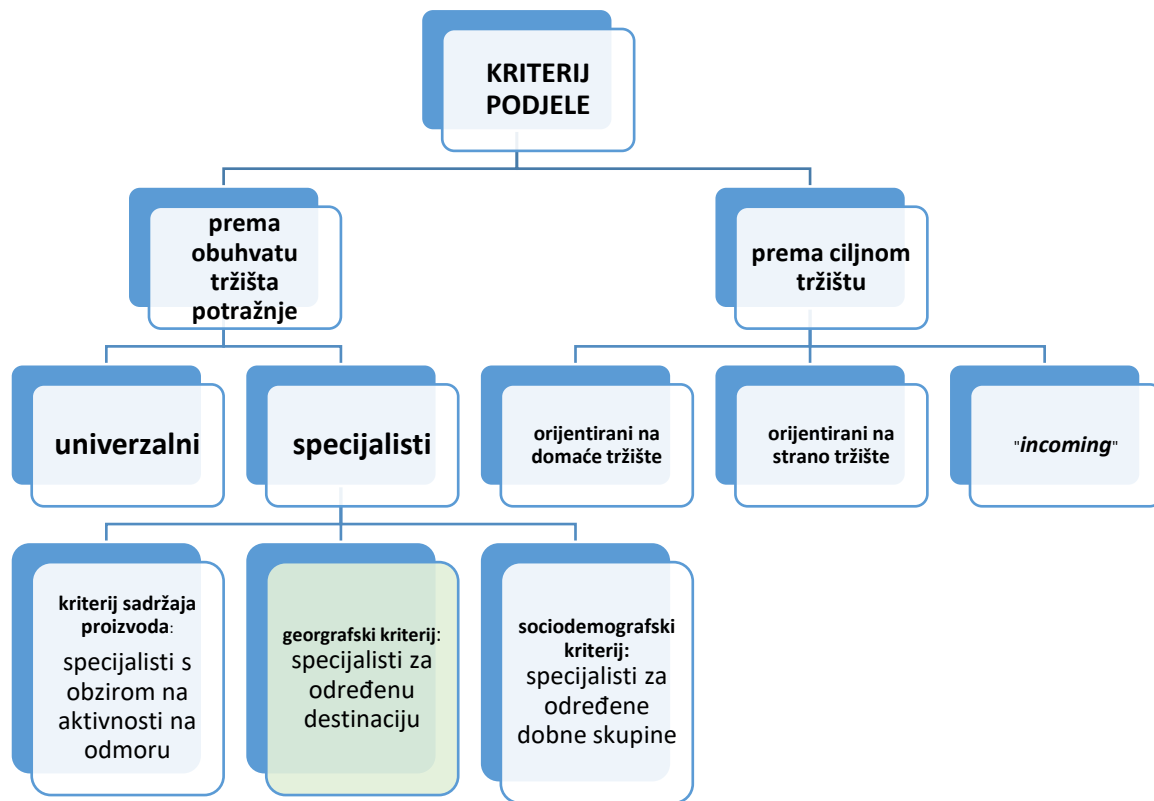 KRITERIJ
PODJELE
prema
obuhvatu
tržišta
potražnje
prema ciljnom
tržištu
univerzalni
specijalisti
orijentirani na
domaće tržište
orijentirani na
strano tržište
"incoming"
kriterij sadržaja
proizvoda:
specijalisti s
obzirom na
aktivnosti na
odmoru
georgrafski kriterij:
specijalisti za
određenu
destinaciju
sociodemografski
kriterij:
specijalisti za
određene
dobne skupine